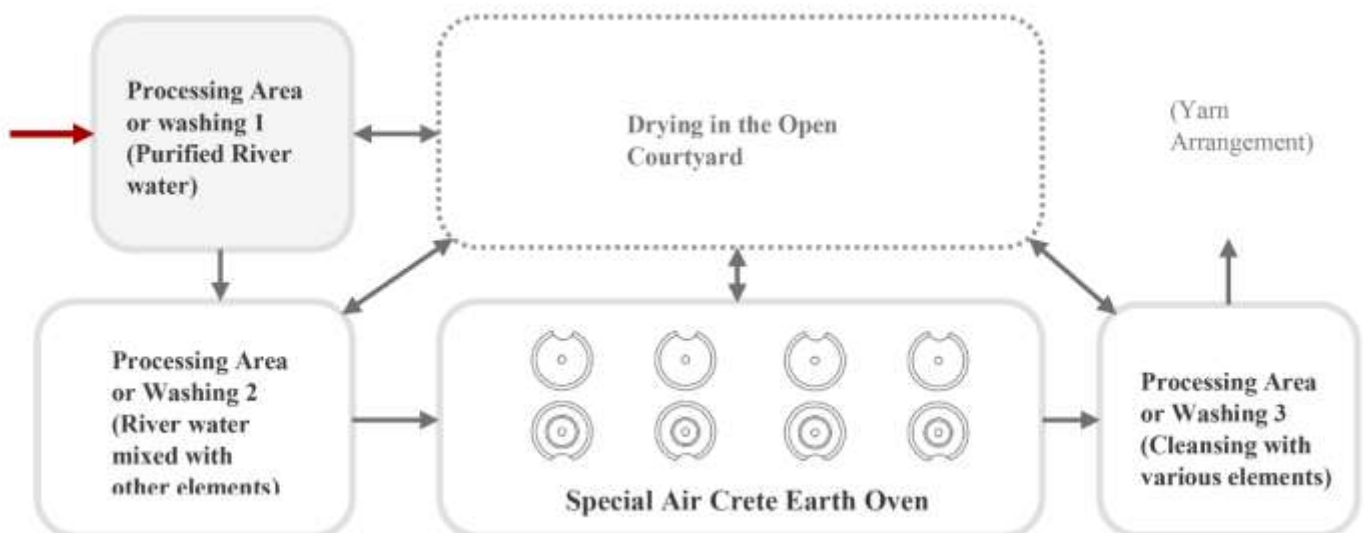 Processing Area
or washing 1
(Purified River
water)
Drying in the Open
Courtyard
(Yarn
Arrangement)
Processing Area
or Washing 2
(River water
mixed with
other elements)
Special Air Crete Earth Oven
Processing Area
or Washing 3
(Cleansing with
various elements)